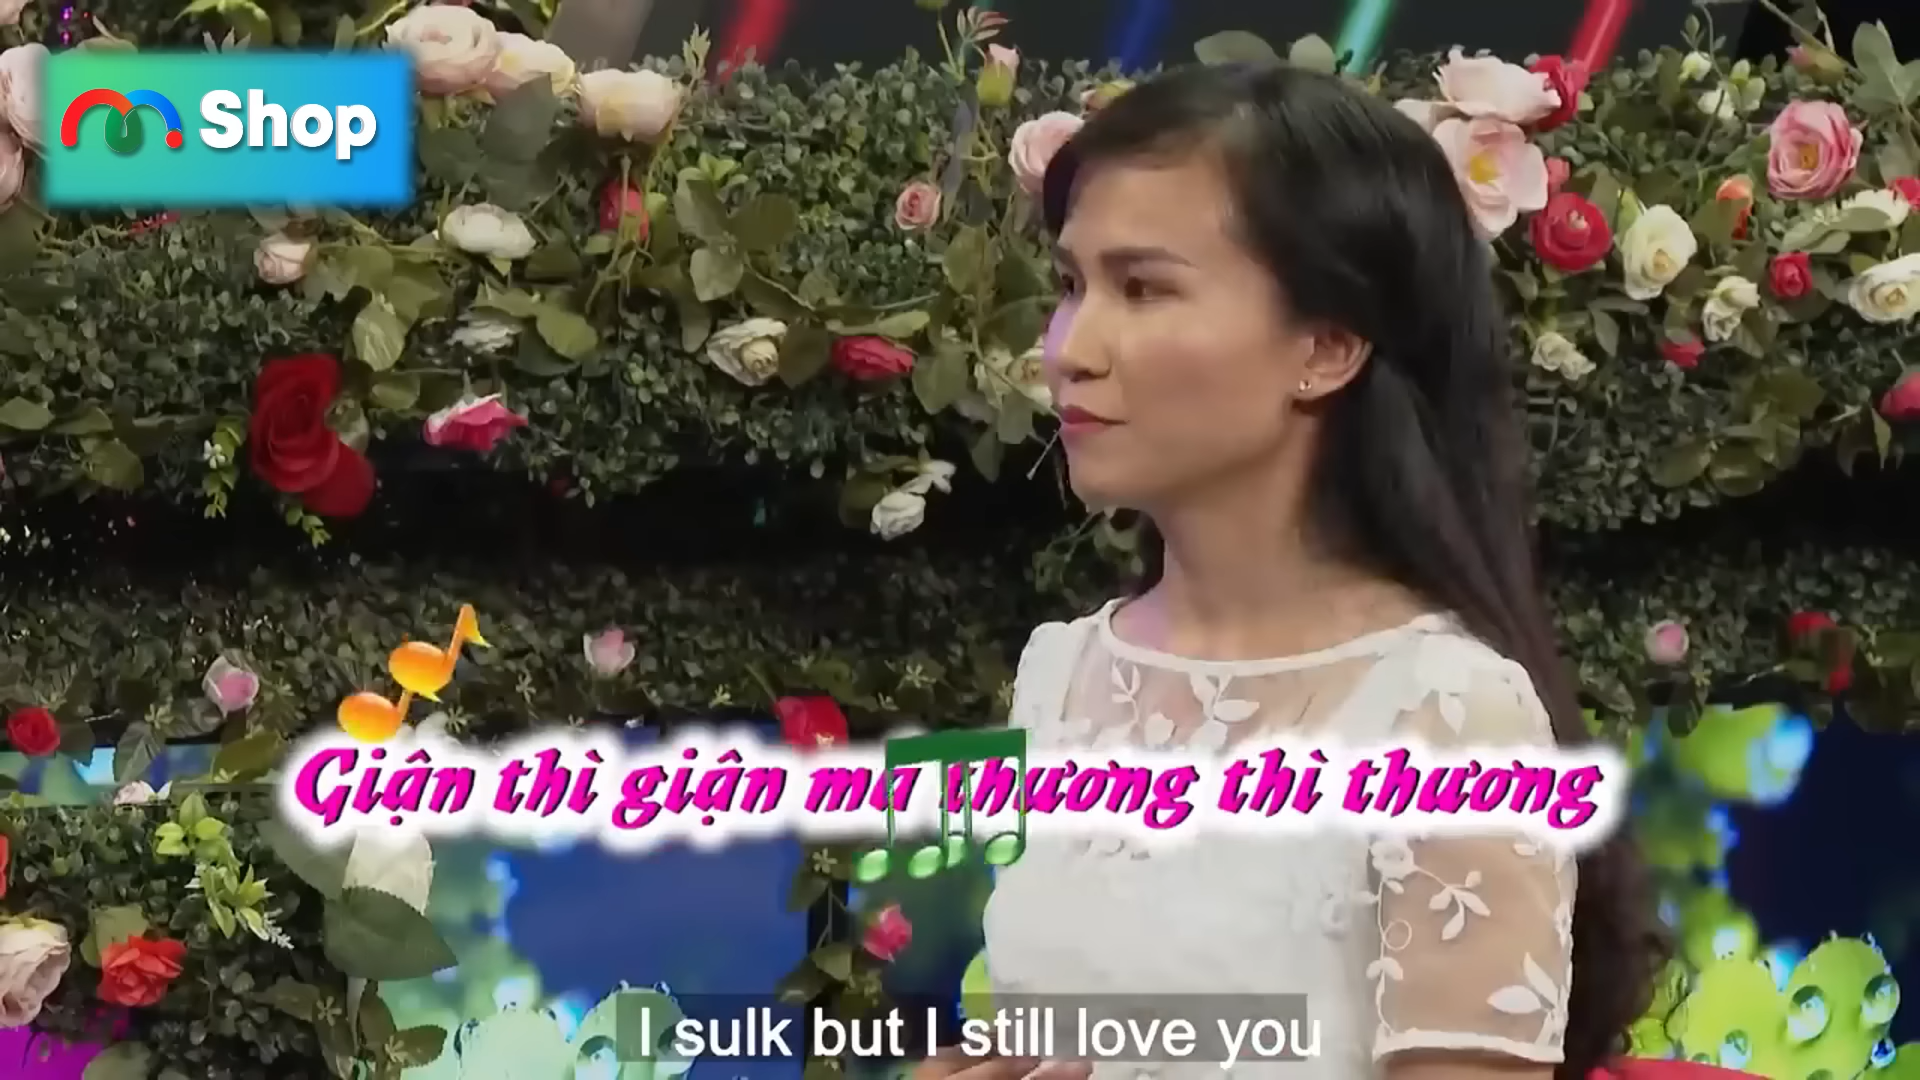 Shop
Giận thì giận mà thương thì thương
I sulk but I still love you